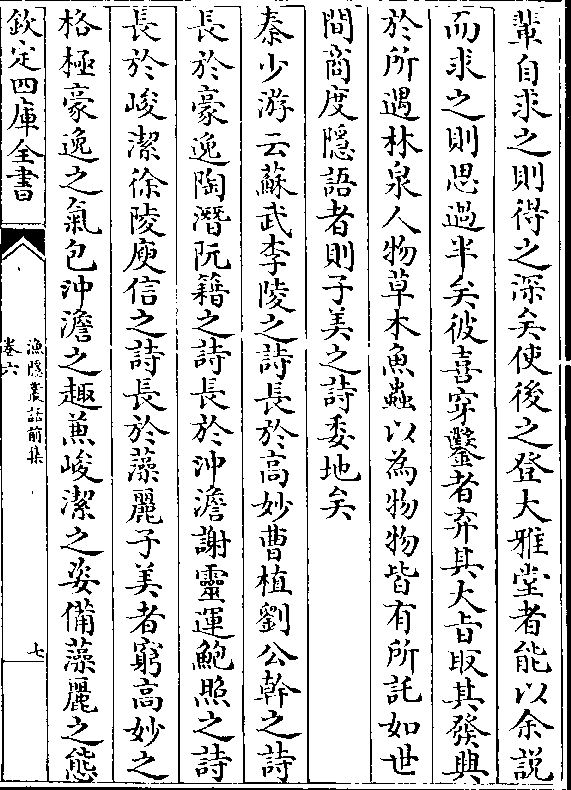 輩自求之則得之深矣使後之登大雅堂者能以余説
而求之則思過半矣彼喜穿鑿者弃其大㫖取其發興
於所遇林泉人物草木魚蟲以為物物皆有所託如世
間商度隠語者則子美之詩委地矣
秦少游云蘇武李陵之詩長於高妙曹植劉公幹之詩
長於豪逸陶潛阮籍之詩長於沖澹謝靈運鮑照之詩
長於峻潔徐陵庾信之詩長於藻麗子美者窮高妙之
格極豪逸之氣包沖澹之趣兼峻潔之姿備藻麗之態
欽定四庫全書
漁隠叢話前集
卷六
七